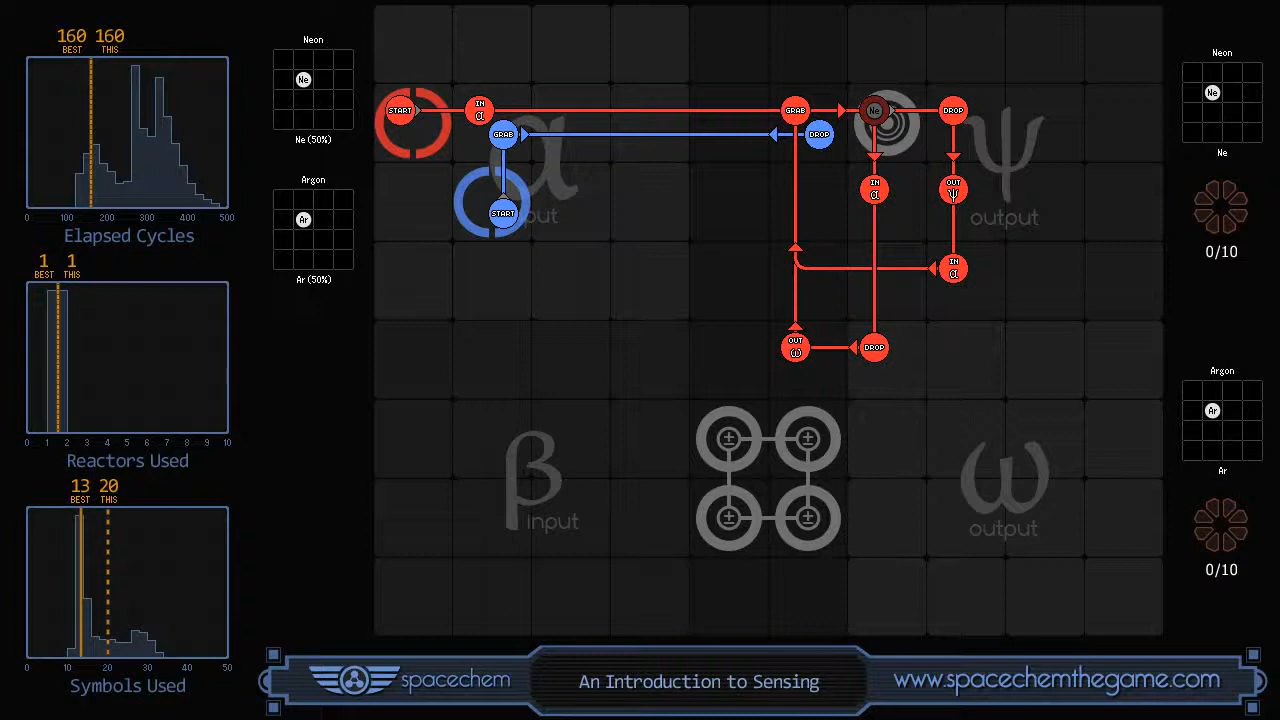 160 160
BEST THIS
0 100 200 300 400 500
Elapsed Cycles
1 1
BEST THIS
0 1 2 3 4 5 6 7 8 9 10
Reactors Used
13 20
BEST THIS
0 10 20 30 40 50
Symbols Used
Neon
Ne
Ne (50%)
Argon
Ar
Ar (50%)
START
IN
α
GRAB
Ne
DROP
GRAB
DROP
IN
α
OUT
ψ
START
α
input
ψ
output
IN
α
OUT
ω
DROP
β
input
ω
output
± ±
± ±
Neon
Ne
Ne
0/10
Argon
Ar
Ar
0/10
spacechem
An Introduction to Sensing
www.spacechemthegame.com